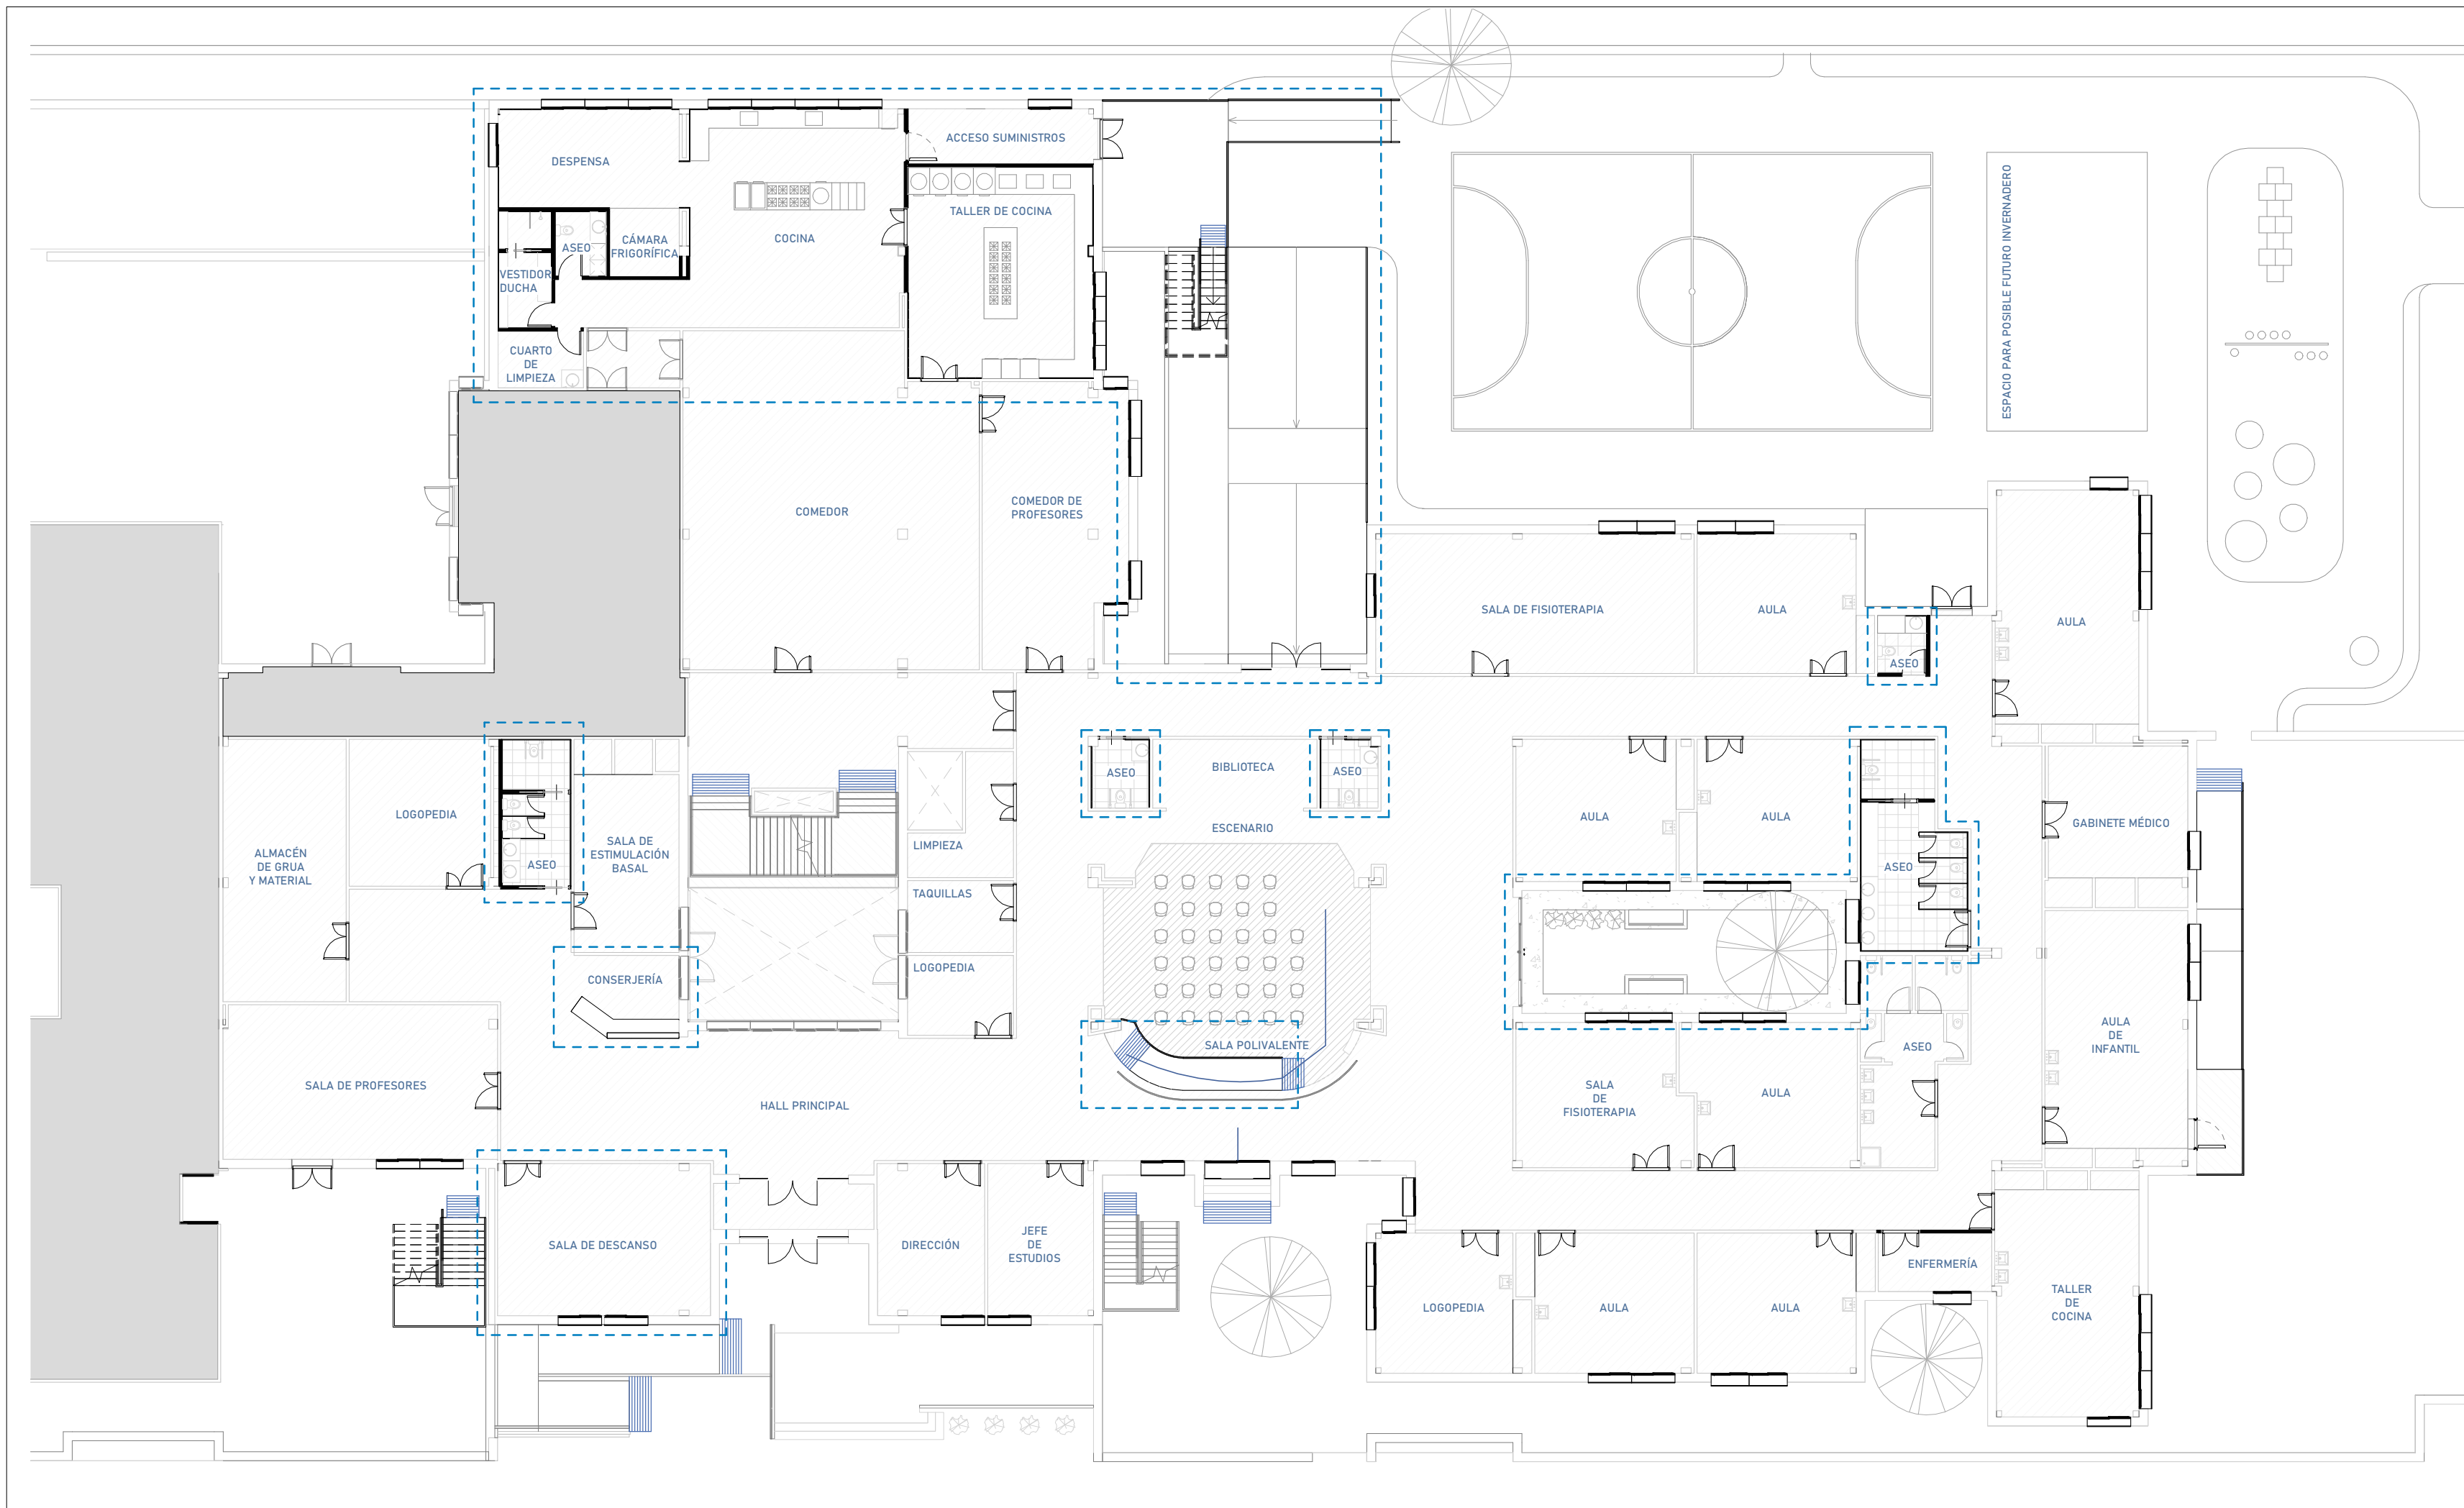 ACCESO SUMINISTROS
DESPENSA
TALLER DE COCINA
COCINA
CÁMARA
FRIGORÍFICA
ASEO
VESTIDOR
DUCHA
CUARTO
DE
LIMPIEZA
ESPACIO PARA POSIBLE FUTURO INVERNADERO
COMEDOR
COMEDOR DE
PROFESORES
SALA DE FISIOTERAPIA
AULA
ASEO
AULA
LOGOPEDIA
ALMACÉN
DE GRUA
Y MATERIAL
ASEO
SALA DE
ESTIMULACIÓN
BASAL
LIMPIEZA
TAQUILLAS
LOGOPEDIA
ASEO
BIBLIOTECA
ASEO
ESCENARIO
AULA
AULA
ASEO
GABINETE MÉDICO
CONSERJERÍA
SALA POLIVALENTE
SALA DE PROFESORES
HALL PRINCIPAL
SALA
DE
FISIOTERAPIA
AULA
ASEO
AULA
DE
INFANTIL
SALA DE DESCANSO
DIRECCIÓN
JEFE
DE
ESTUDIOS
LOGOPEDIA
AULA
AULA
ENFERMERÍA
TALLER
DE
COCINA